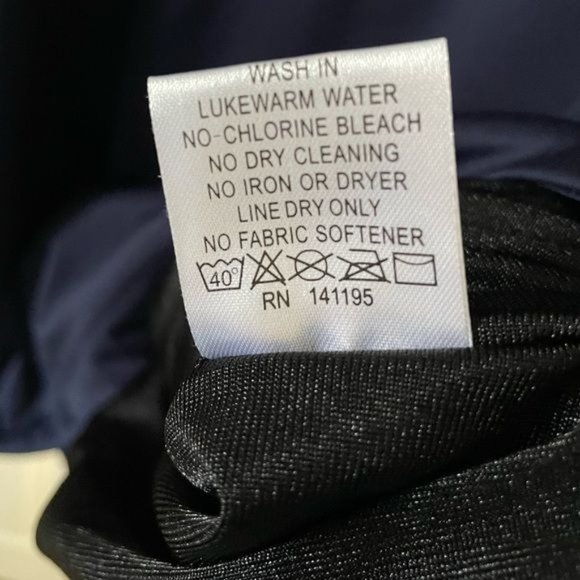 WASH IN
LUKEWARM WATER
NO-CHLORINE BLEACH
NO DRY CLEANING
NO IRON OR DRYER
LINE DRY ONLY
NO FABRIC SOFTENER
40°
RN 141195